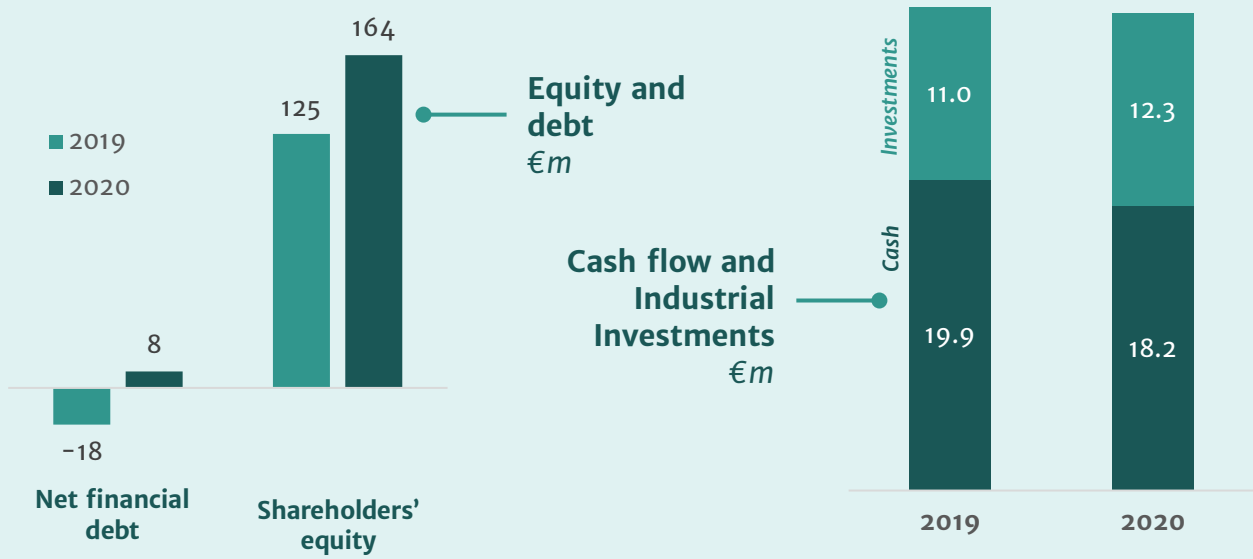 164
125
2019
2020
8
-18
Net financial
debt
Shareholders’
equity
Equity and
debt
€m
Cash flow and
Industrial
Investments
€m
Investments
Cash
11.0
12.3
19.9
18.2
2019
2020